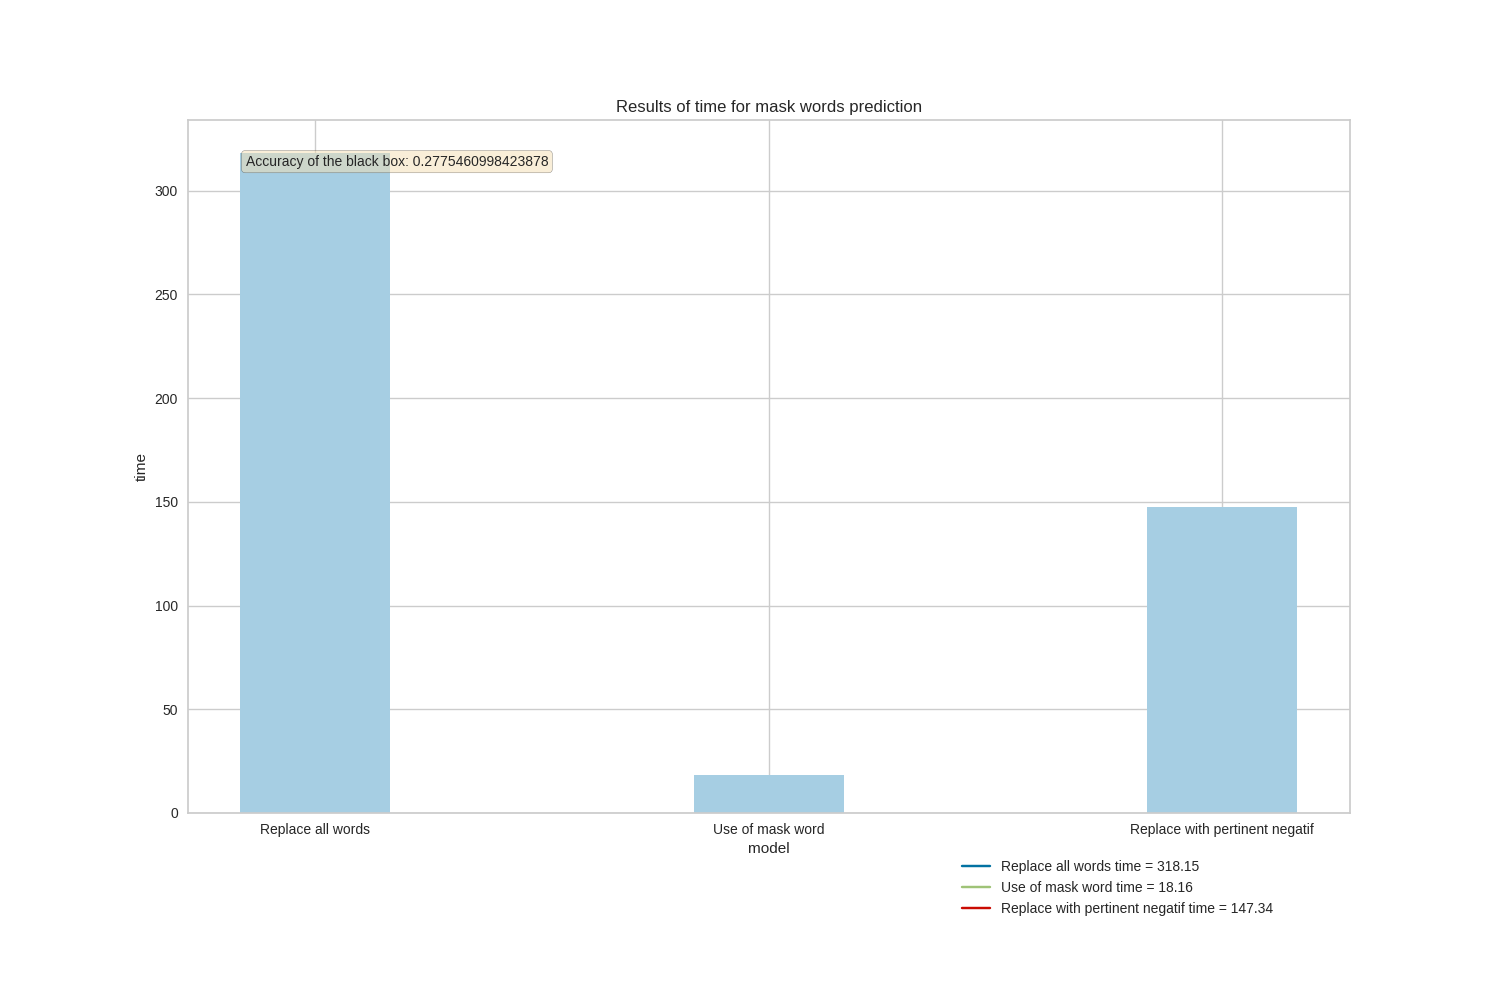 Results of time for mask words prediction
Accuracy of the black box: 0.2775460998423878
300
250
200
150
100
50
0
time
Replace all words
Use of mask word
Replace with pertinent negatif
model
Replace all words time = 318.15
Use of mask word time = 18.16
Replace with pertinent negatif time = 147.34